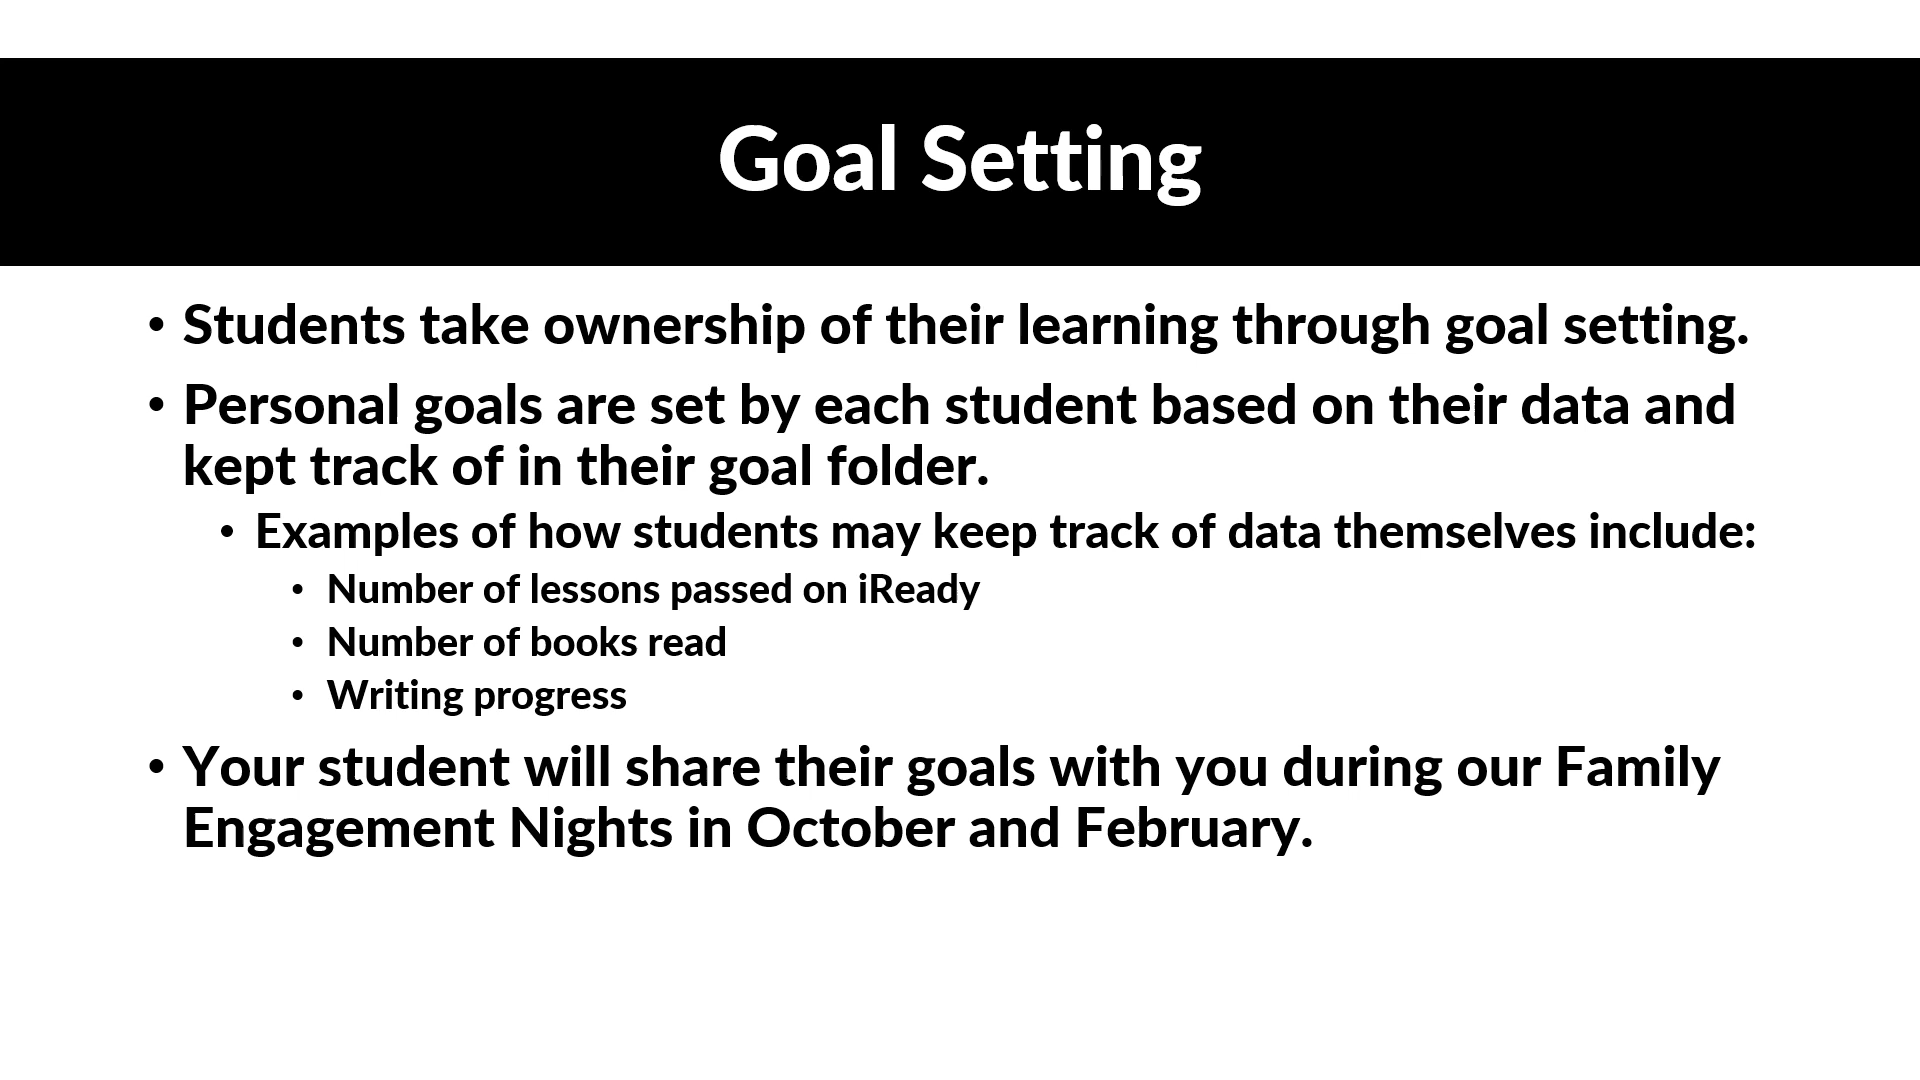 Goal Setting
• Students take ownership of their learning through goal setting.
• Personal goals are set by each student based on their data and
kept track of in their goal folder.
• Examples of how students may keep track of data themselves include:
• Number of lessons passed on iReady
• Number of books read
• Writing progress
• Your student will share their goals with you during our Family
Engagement Nights in October and February.